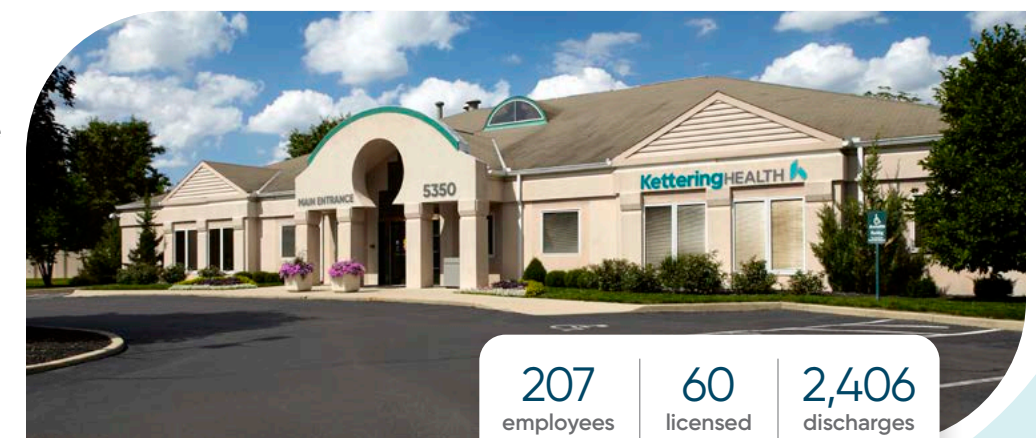 MAIN ENTRANCE
5350
KetteringHEALTH
207
employees
60
licensed
2,406
discharges